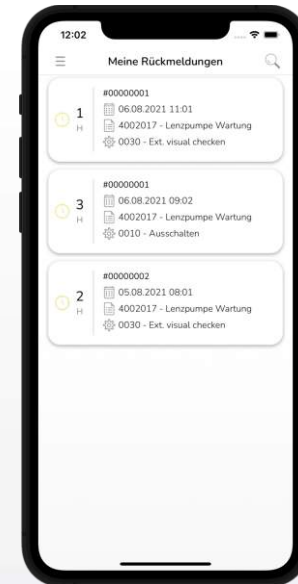 12:02
Meine Rückmeldungen
#00000001
06.08.2021 11:01
1
H
4002017 - Lenzpumpe Wartung
0030 - Ext. visual checken
#00000001
06.08.2021 09:02
3
H
4002017 - Lenzpumpe Wartung
0010 - Ausschalten
#00000002
05.08.2021 08:01
2
H
4002017 - Lenzpumpe Wartung
0030 - Ext. visual checken